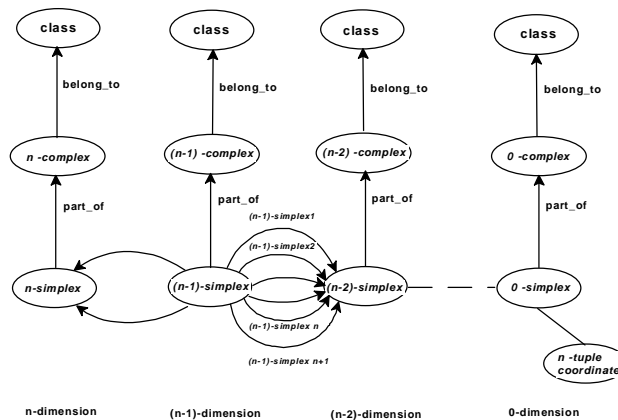 class class class class
belong_to belong_to belong_to belong_to
n -complex (n-1) -complex (n-2) -complex 0 -complex
part_of part_of part_of part_of
(n-1)-simplex1
(n-1)-simplex2
n-simplex (n-1)-simplex (n-2)-simplex 0 -simplex
(n-1)-simplex n
(n-1)-simplex n+1
n -tuple
coordinate
n-dimension (n-1)-dimension (n-2)-dimension 0-dimension